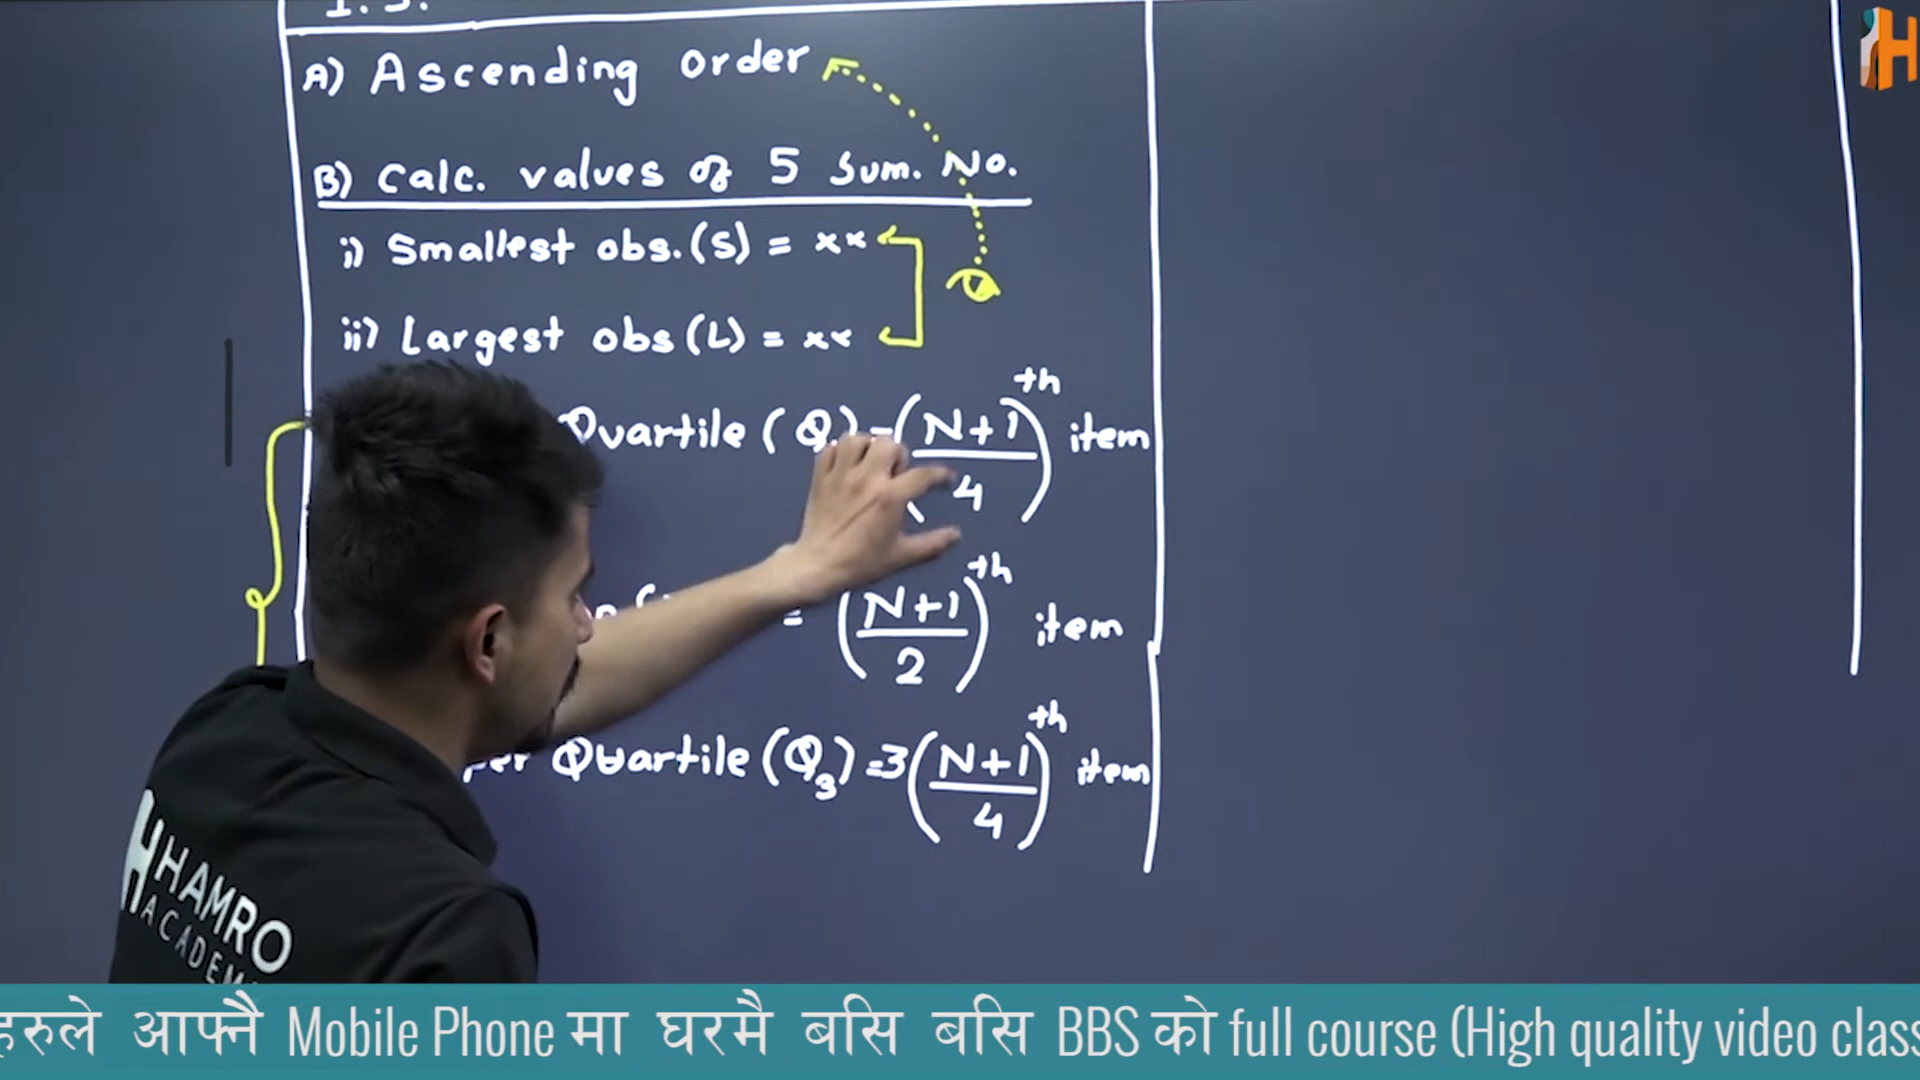 I.S.
A) Ascending order
B) Calc. values of 5 Sum. No.
i) Smallest obs. (S) = xx
ii) Largest obs (L) = xx
Quartile (Q = (N+1/4)th item
= (N+1/2)th item
per Quartile (Q3) = 3(N+1/4)th item
HAMRO
ACADEM
हरुले आफ्नै Mobile Phone मा घरमै बसि बसि BBS को full course (High quality video class